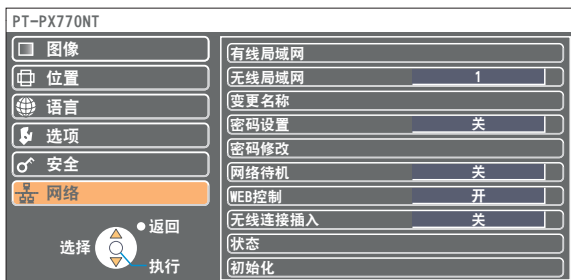 PT-PX770NT
图像
位置
语言
选项
安全
网络
选择
返回
执行
有线局域网
无线局域网 1
变更名称
密码设置 关
密码修改
网络待机 关
WEB控制 开
无线连接插入 关
状态
初始化